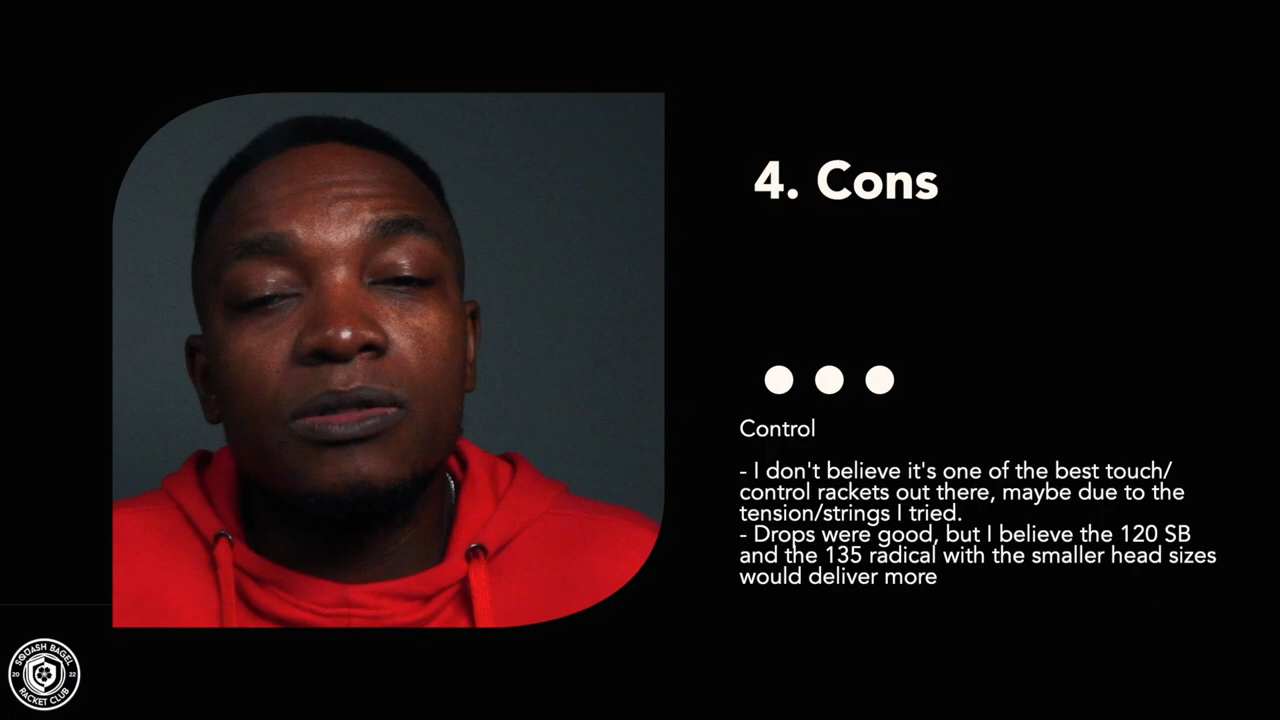 4. Cons
Control
- I don't believe it's one of the best touch/
control rackets out there, maybe due to the
tension/strings I tried.
- Drops were good, but I believe the 120 SB
and the 135 radical with the smaller head sizes
would deliver more
SQUASH BAGEL
20 22
RACKET CLUB